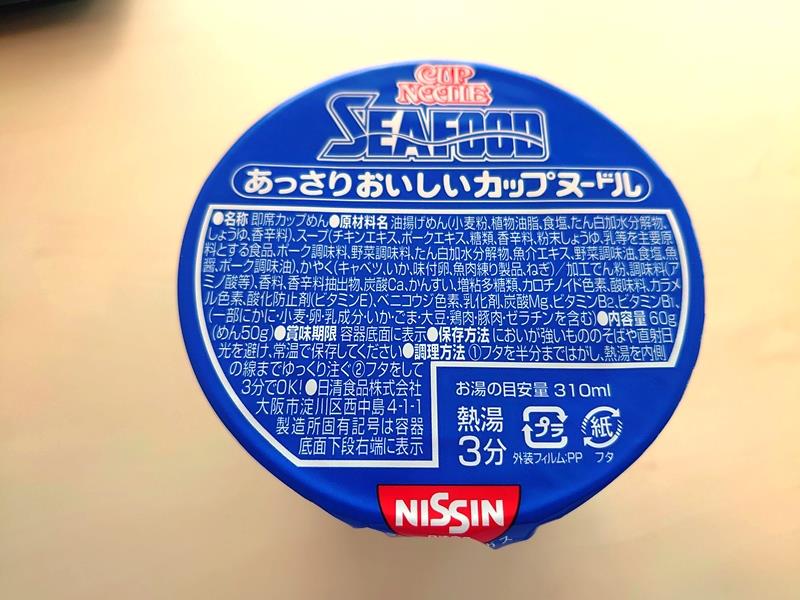 CUP
NOODLE
SEAFOOD
あっさりおいしいカップヌードル
●名称 即席カップめん●原材料名 油揚げめん(小麦粉、植物油脂、食塩、たん白加水分解物、
しょうゆ、香辛料)、スープ(チキンエキス、ポークエキス、糖類、香辛料、粉末しょうゆ、乳等を主要原
料とする食品、ポーク調味料、野菜調味料、たん白加水分解物、魚介エキス、野菜調味油、食塩、魚
醤、ポーク調味油)、かやく(キャベツ、いか、味付卵、魚肉練り製品、ねぎ)/加工でん粉、調味料(ア
ミノ酸等)、香料、香辛料抽出物、炭酸Ca、かんすい、増粘多糖類、カロチノイド色素、酸味料、カラメ
ル色素、酸化防止剤(ビタミンE)、ベニコウジ色素、乳化剤、炭酸Mg、ビタミンB2、ビタミンB1、
(一部にかに・小麦・卵・乳成分・いか・ごま・大豆・鶏肉・豚肉・ゼラチンを含む)●内容量 60g
(めん50g)●賞味期限 容器底面に表示●保存方法 においが強いもののそばや直射日
光を避け、常温で保存してください●調理方法 ①フタを半分まではがし、熱湯を内側
の線までゆっくり注ぐ②フタをして
3分でOK!●日清食品株式会社
大阪市淀川区西中島4-1-1
製造所固有記号は容器
底面下段右端に表示
お湯の目安量 310ml
熱湯
3分
プラ
外装フィルム:PP
紙
フタ
NISSIN